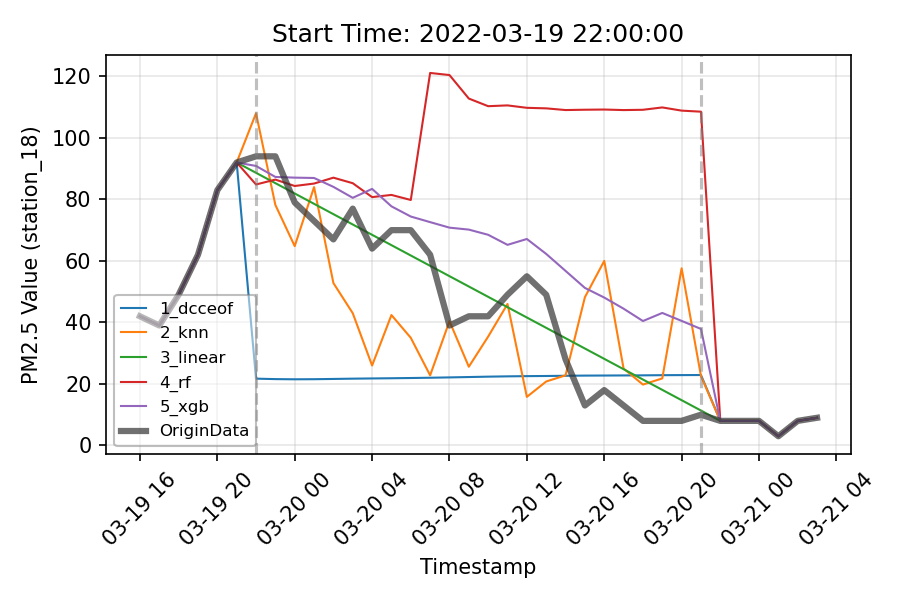 Start Time: 2022-03-19 22:00:00
PM2.5 Value (station_18)
120
100
80
60
40
20
0
1_dcceof
2_knn
3_linear
4_rf
5_xgb
OriginData
03-19 16
03-19 20
03-20 00
03-20 04
03-20 08
03-20 12
03-20 16
03-20 20
03-21 00
03-21 04
Timestamp